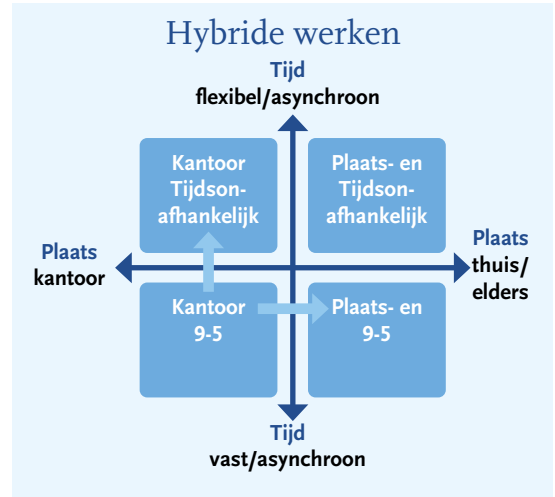 Hybride werken
Tijd
flexibel/asynchroon
Kantoor
Tijdson-
afhankelijk
Plaats- en
Tijdson-
afhankelijk
Plaats
kantoor
Plaats
thuis/
elders
Kantoor
9-5
Plaats- en
9-5
Tijd
vast/asynchroon